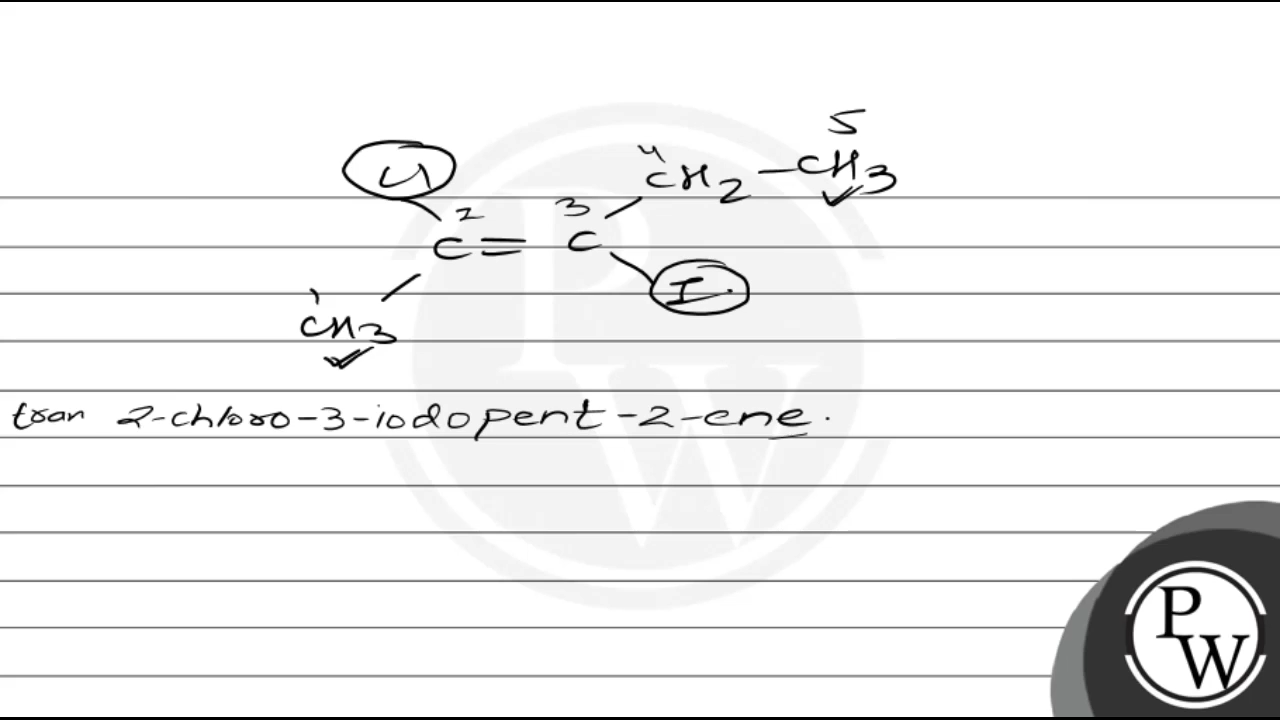 5
4
CH2 - CH3
Cl
2 3
C = C
I
1
CH3
tran 2-chloro-3-iodopent-2-ene.
P
W